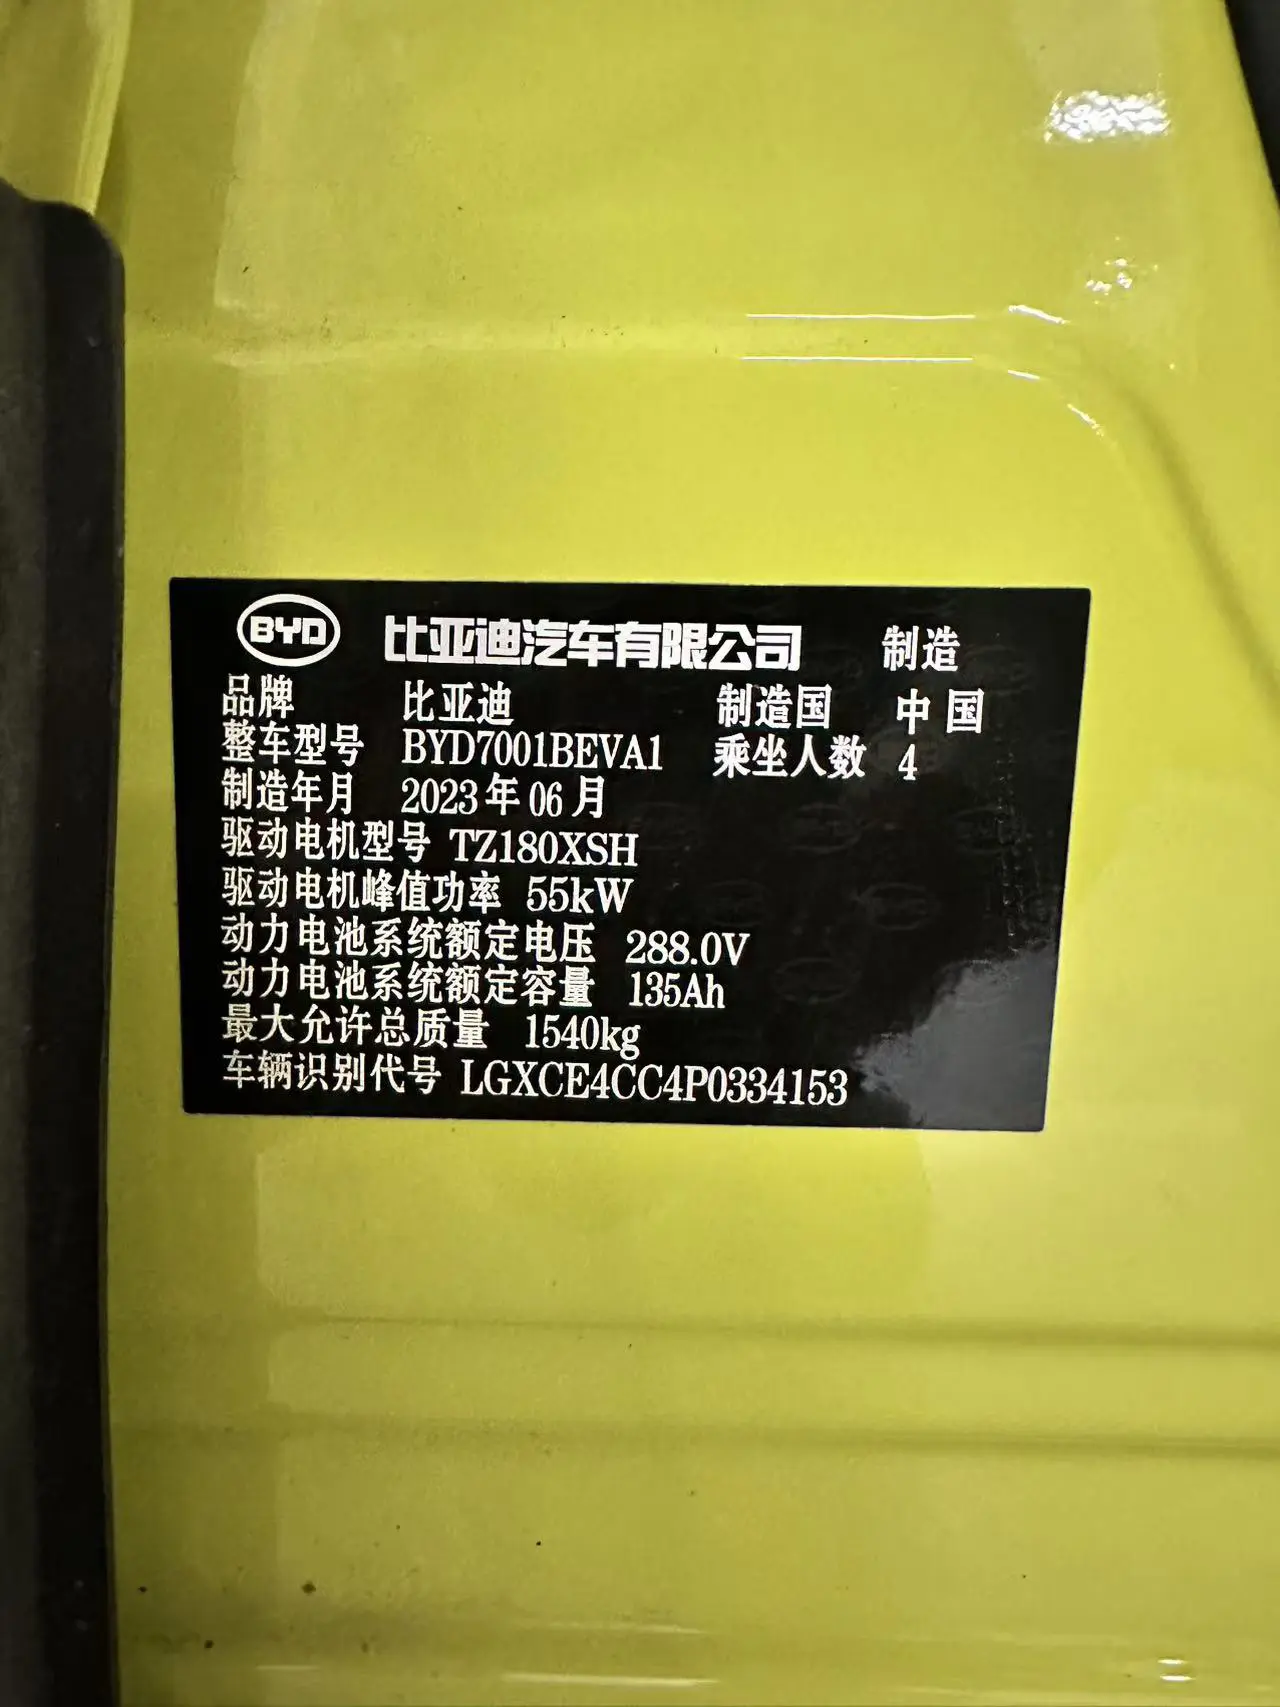 BYD 比亚迪汽车有限公司 制造
品牌 比亚迪 制造国 中国
整车型号 BYD7001BEVA1 乘坐人数 4
制造年月 2023年06月
驱动电机型号 TZ180XSH
驱动电机峰值功率 55kW
动力电池系统额定电压 288.0V
动力电池系统额定容量 135Ah
最大允许总质量 1540kg
车辆识别代号 LGXCE4CC4P0334153